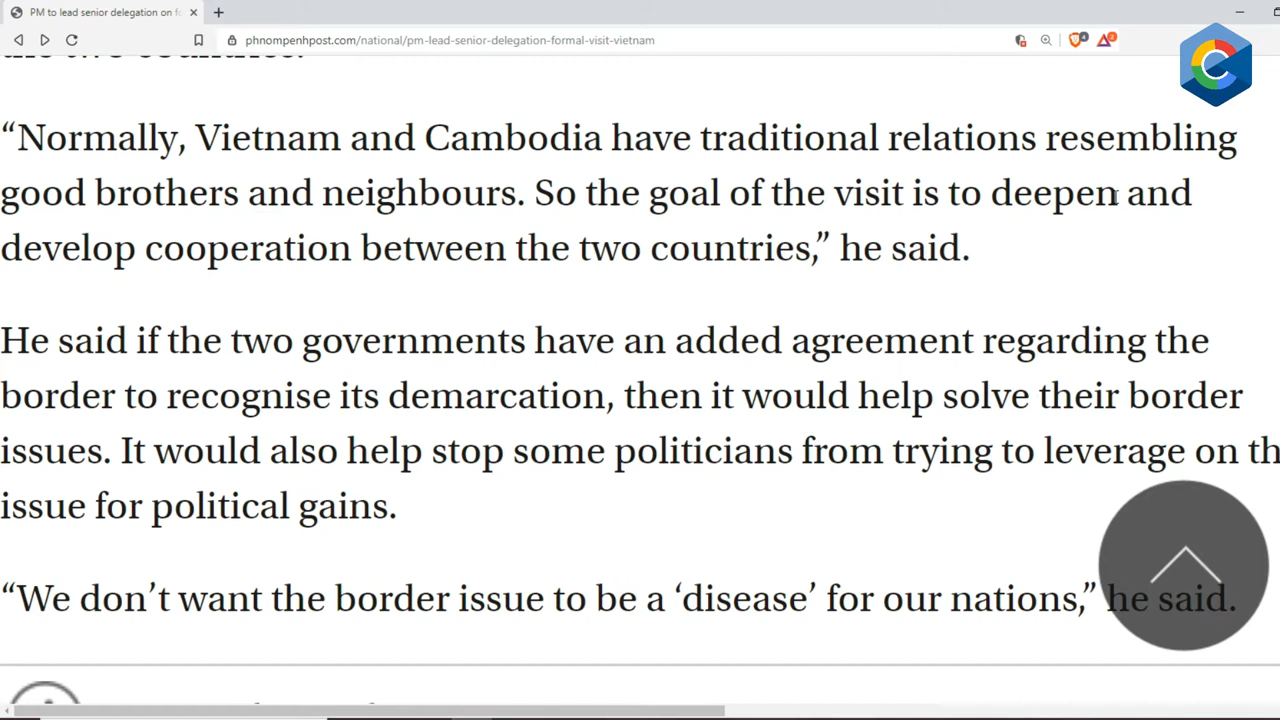 PM to lead senior delegation on fo
phnompenhpost.com/national/pm-lead-senior-delegation-formal-visit-vietnam
4
2
“Normally, Vietnam and Cambodia have traditional relations resembling
good brothers and neighbours. So the goal of the visit is to deepen and
develop cooperation between the two countries,” he said.
He said if the two governments have an added agreement regarding the
border to recognise its demarcation, then it would help solve their border
issues. It would also help stop some politicians from trying to leverage on th
issue for political gains.
“We don’t want the border issue to be a ‘disease’ for our nations,” he said.